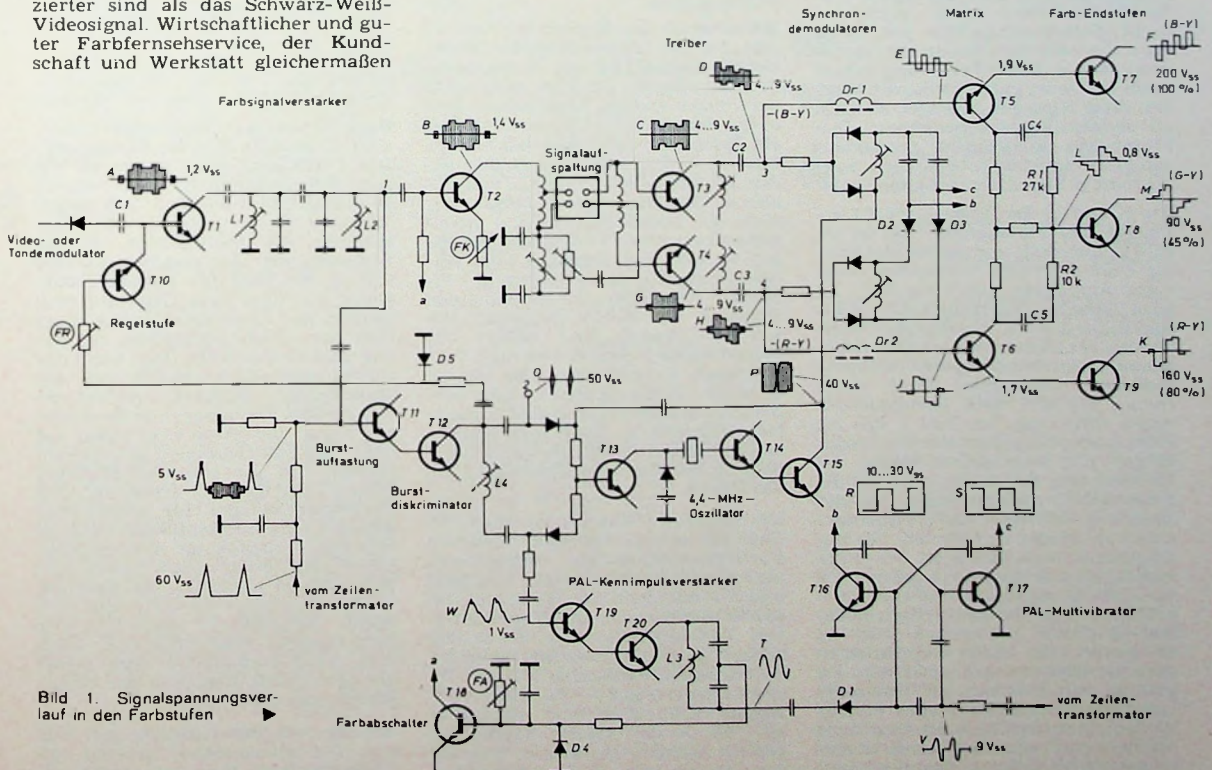 zierter sind als das Schwarz-Weiß-
Videosignal. Wirtschaftlicher und gu-
ter Farbfernsehservice, der Kund-
schaft und Werkstatt gleichermaßen
Synchron-
demodulatoren
Matrix
Farb-Endstufen
Treiber
Farbsignalverstärker
Signalauf-
spaltung
A
1,2 Vss
B
1,4 Vss
C
4...9 Vss
D
4...9 Vss
E
1,9 Vss
F
(B-Y)
200 Vss
(100 %)
T7
T5
Dr 1
-(B-Y)
C4
C2
3
T3
T2
1
C1
T1
L1
L2
FK
a
Video- oder
Tondemodulator
T10
Regelstufe
FR
D5
T4
C3
4
G
4...9 Vss
H
4...9 Vss
-(R-Y)
Dr 2
D2
D3
c
b
R1
27k
L
0,8 Vss
M
(G-Y)
90 Vss
(45 %)
T8
R2
10k
C5
T6
J
1,7 Vss
K
(R-Y)
160 Vss
(80 %)
T9
P
40 Vss
O
2
50 Vss
T11
T12
Burst-
auftastung
Burst-
diskriminator
L4
T13
T14
T15
4,4-MHz-
Oszillator
5 Vss
60 Vss
vom Zeilen-
transformator
10...30 Vss
R
S
b
c
T16
T17
PAL-Multivibrator
PAL-Kennimpulsverstärker
W
1 Vss
T19
T20
L3
T
D1
vom Zeilen-
transformator
V
9 Vss
a
T18
FA
Farbabschalter
D4
Bild 1. Signalspannungsver-
lauf in den Farbstufen